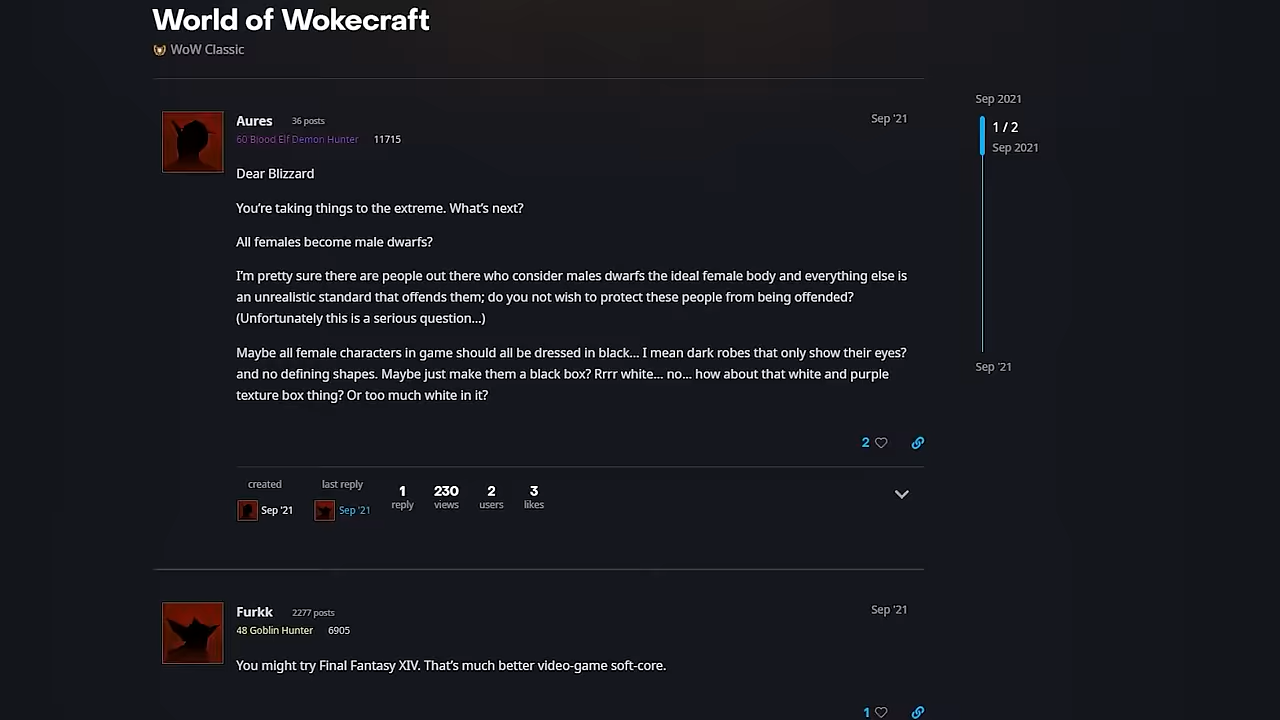 World of Wokecraft
WoW Classic
Sep 2021
1 / 2
Sep 2021
Sep '21
Aures 36 posts Sep '21
60 Blood Elf Demon Hunter 11715
Dear Blizzard
You're taking things to the extreme. What's next?
All females become male dwarfs?
I'm pretty sure there are people out there who consider males dwarfs the ideal female body and everything else is
an unrealistic standard that offends them; do you not wish to protect these people from being offended?
(Unfortunately this is a serious question...)
Maybe all female characters in game should all be dressed in black... I mean dark robes that only show their eyes?
and no defining shapes. Maybe just make them a black box? Rrrr white... no... how about that white and purple
texture box thing? Or too much white in it?
2
created last reply 1 230 2 3
Sep '21 Sep '21 reply views users likes
Furkk 2277 posts Sep '21
48 Goblin Hunter 6905
You might try Final Fantasy XIV. That's much better video-game soft-core.
1